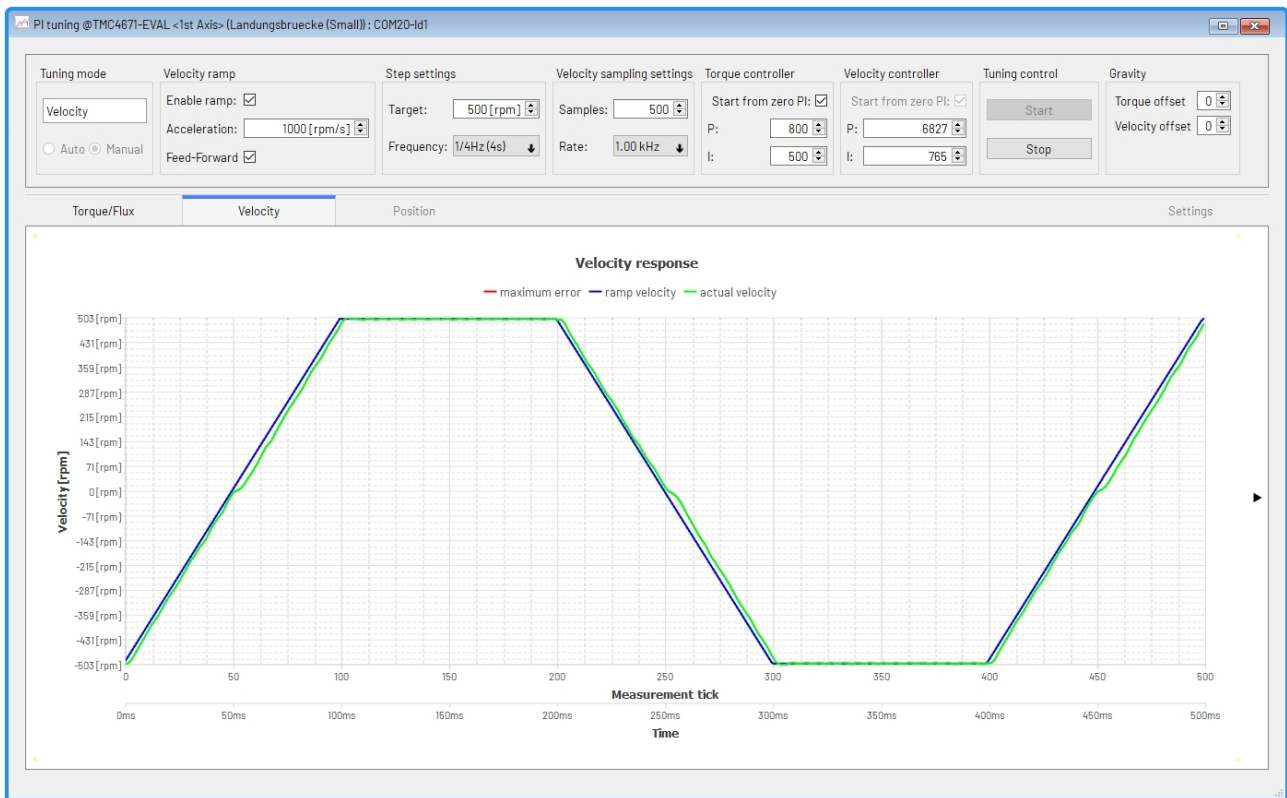 PI tuning @TMC4671-EVAL <1st Axis> (Landungsbruecke (Small)) : COM20-Id1
Tuning mode
Velocity
Auto
Manual
Velocity ramp
Enable ramp:
Acceleration: 1000 [rpm/s]
Feed-Forward
Step settings
Target: 500 [rpm]
Frequency: 1/4Hz (4s)
Velocity sampling settings
Samples: 500
Rate: 1.00 kHz
Torque controller
Start from zero PI:
P: 800
I: 500
Velocity controller
Start from zero PI:
P: 6827
I: 765
Tuning control
Start
Stop
Gravity
Torque offset 0
Velocity offset 0
Torque/Flux
Velocity
Position
Settings
Velocity response
maximum error
ramp velocity
actual velocity
Velocity [rpm]
503 [rpm]
431 [rpm]
359 [rpm]
287 [rpm]
215 [rpm]
143 [rpm]
71 [rpm]
0 [rpm]
-71 [rpm]
-143 [rpm]
-215 [rpm]
-287 [rpm]
-359 [rpm]
-431 [rpm]
-503 [rpm]
0 50 100 150 200 250 300 350 400 450 500
Measurement tick
0ms 50ms 100ms 150ms 200ms 250ms 300ms 350ms 400ms 450ms 500ms
Time